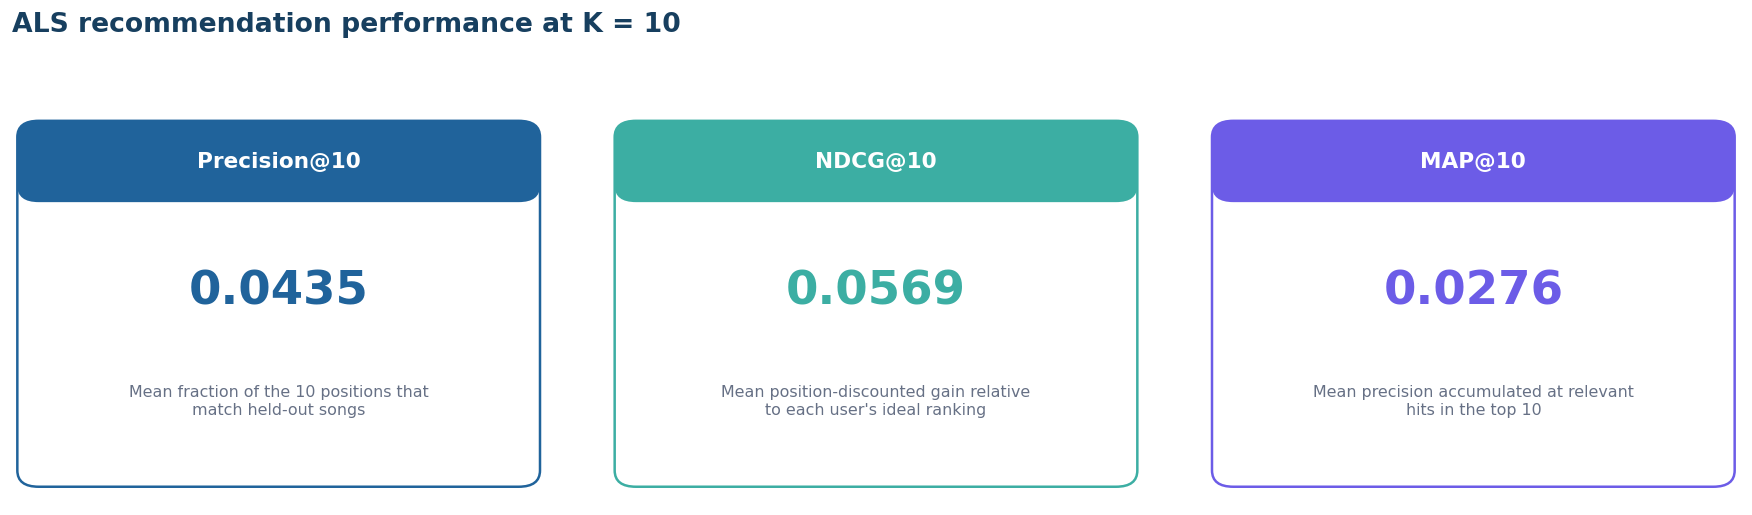 ALS recommendation performance at K = 10
Precision@10
0.0435
Mean fraction of the 10 positions that
match held-out songs
NDCG@10
0.0569
Mean position-discounted gain relative
to each user's ideal ranking
MAP@10
0.0276
Mean precision accumulated at relevant
hits in the top 10